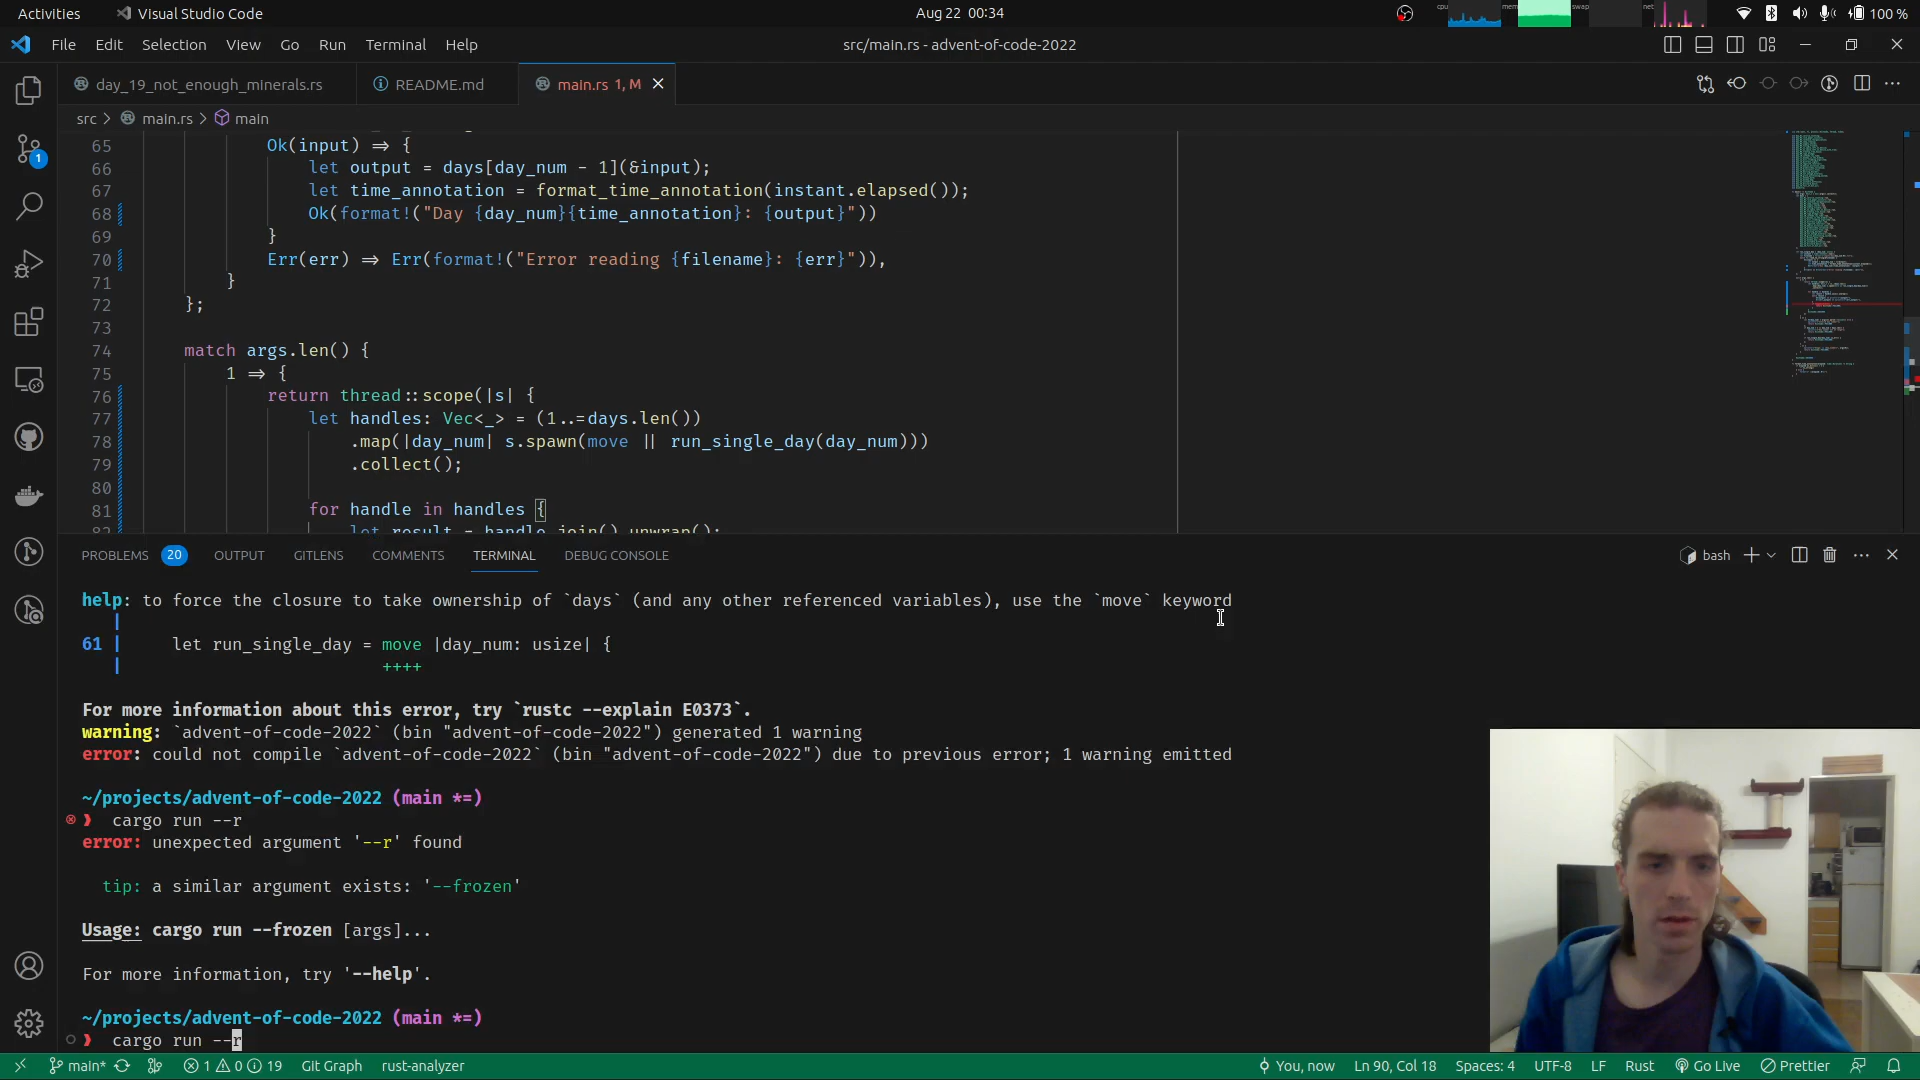 Activities Visual Studio Code Aug 22 00:34 cpu mem swap net 100 %
File Edit Selection View Go Run Terminal Help src/main.rs - advent-of-code-2022
day_19_not_enough_minerals.rs README.md main.rs 1, M
src > main.rs > main
65 Ok(input) => {
66 let output = days[day_num - 1](&input);
67 let time_annotation = format_time_annotation(instant.elapsed());
68 Ok(format!("Day {day_num}{time_annotation}: {output}"))
69 }
70 Err(err) => Err(format!("Error reading {filename}: {err}")),
71 }
72 };
73
74 match args.len() {
75 1 => {
76 return thread::scope(|s| {
77 let handles: Vec<_> = (1..=days.len())
78 .map(|day_num| s.spawn(move || run_single_day(day_num)))
79 .collect();
80
81 for handle in handles {
82 let result = handle.join().unwrap();
PROBLEMS 20 OUTPUT GITLENS COMMENTS TERMINAL DEBUG CONSOLE bash
help: to force the closure to take ownership of `days` (and any other referenced variables), use the `move` keyword
|
61 | let run_single_day = move |day_num: usize| {
| ++++
For more information about this error, try `rustc --explain E0373`.
warning: `advent-of-code-2022` (bin "advent-of-code-2022") generated 1 warning
error: could not compile `advent-of-code-2022` (bin "advent-of-code-2022") due to previous error; 1 warning emitted
~/projects/advent-of-code-2022 (main *=)
❱ cargo run --r
error: unexpected argument '--r' found
tip: a similar argument exists: '--frozen'
Usage: cargo run --frozen [args]...
For more information, try '--help'.
~/projects/advent-of-code-2022 (main *=)
❱ cargo run --r
main* 1 0 19 Git Graph rust-analyzer You, now Ln 90, Col 18 Spaces: 4 UTF-8 LF Rust Go Live Prettier